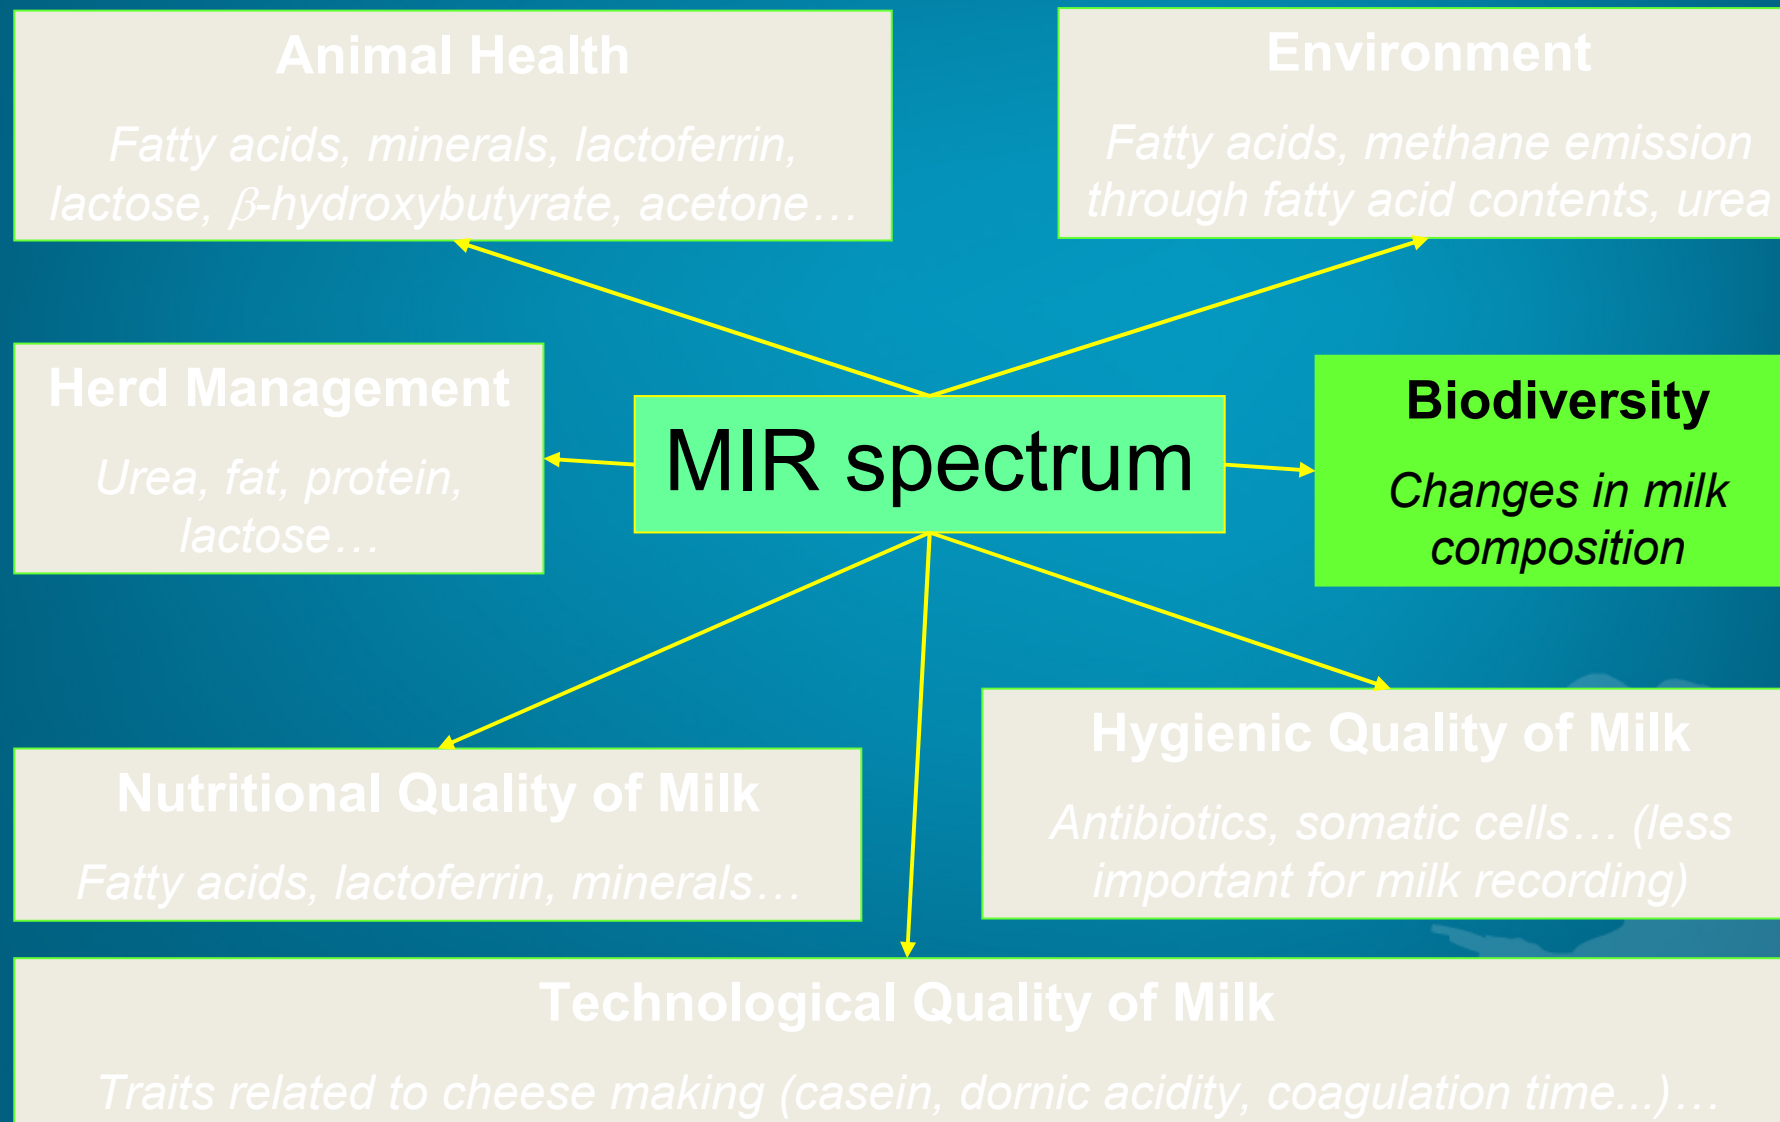 Animal Health
Fatty acids, minerals, lactoferrin,
lactose, β-hydroxybutyrate, acetone…
Environment
Fatty acids, methane emission
through fatty acid contents, urea
Herd Management
Urea, fat, protein,
lactose…
MIR spectrum
Biodiversity
Changes in milk
composition
Nutritional Quality of Milk
Fatty acids, lactoferrin, minerals…
Hygienic Quality of Milk
Antibiotics, somatic cells… (less
important for milk recording)
Technological Quality of Milk
Traits related to cheese making (casein, dornic acidity, coagulation time...)…